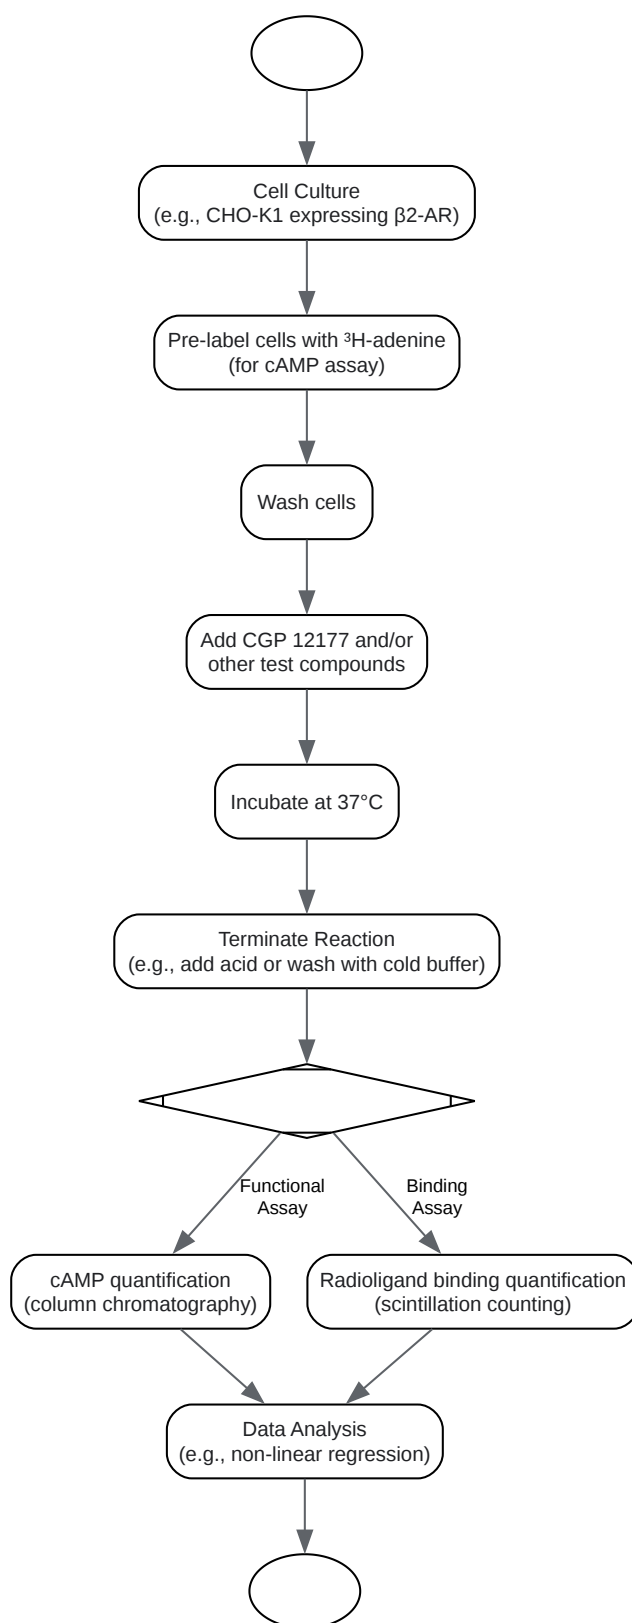 Cell Culture
(e.g., CHO-K1 expressing β2-AR)
Pre-label cells with ³H-adenine
(for cAMP assay)
Wash cells
Add CGP 12177 and/or
other test compounds
Incubate at 37°C
Terminate Reaction
(e.g., add acid or wash with cold buffer)
Functional
Assay
Binding
Assay
cAMP quantification
(column chromatography)
Radioligand binding quantification
(scintillation counting)
Data Analysis
(e.g., non-linear regression)